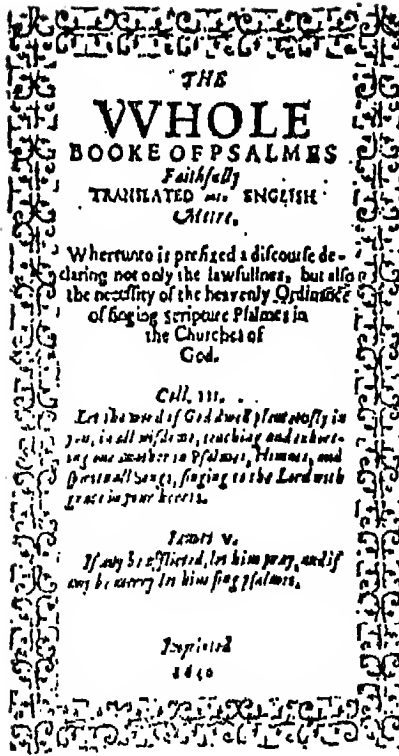 THE
VVHOLE
BOOKE OF PSALMES
Faithfully
TRANSLATED into ENGLISH
Metre.
Whereunto is prefixed a discourse de-
claring not only the lawfullnes, but also
the necessity of the heavenly Ordinance
of singing scripture Psalmes in
the Churches of
God.
Coll. III.
Let the word of God dwell plenteously in
you, in all wisdome, teaching and exhort-
ing one another in Psalmes, Himnes, and
spirituall Songs, singing to the Lord with
grace in your hearts.
Iames V.
If any be afflicted, let him pray, and if
any be merry let him sing psalmes.
Imprinted
1640